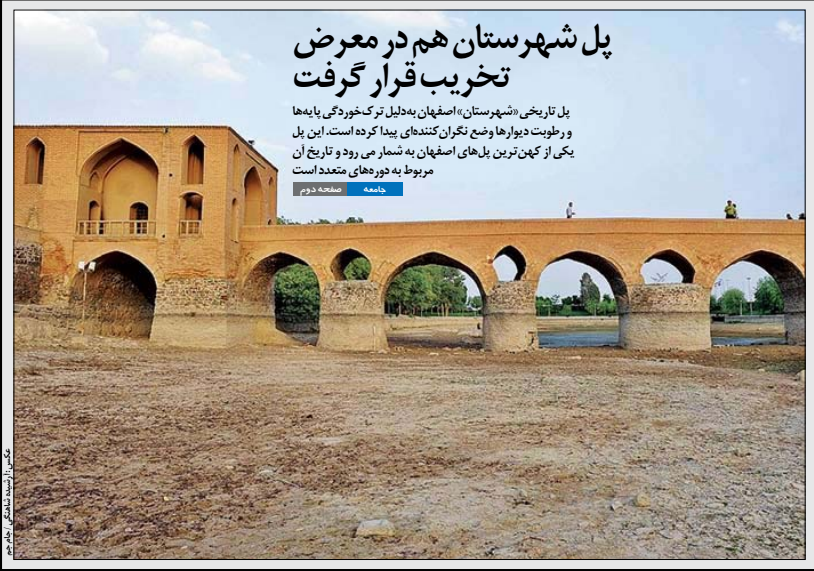 پل شهرستان هم در معرض
تخریب قرار گرفت
پل تاریخی «شهرستان» اصفهان به‌دلیل ترک‌خوردگی پایه‌ها
و رطوبت دیوارها وضع نگران‌کننده‌ای پیدا کرده است. این پل
یکی از کهن‌ترین پل‌های اصفهان به شمار می رود و تاریخ آن
مربوط به دوره‌های متعدد است
جامعه صفحه دوم
عکس: ارشیده شاهنگی / جام جم